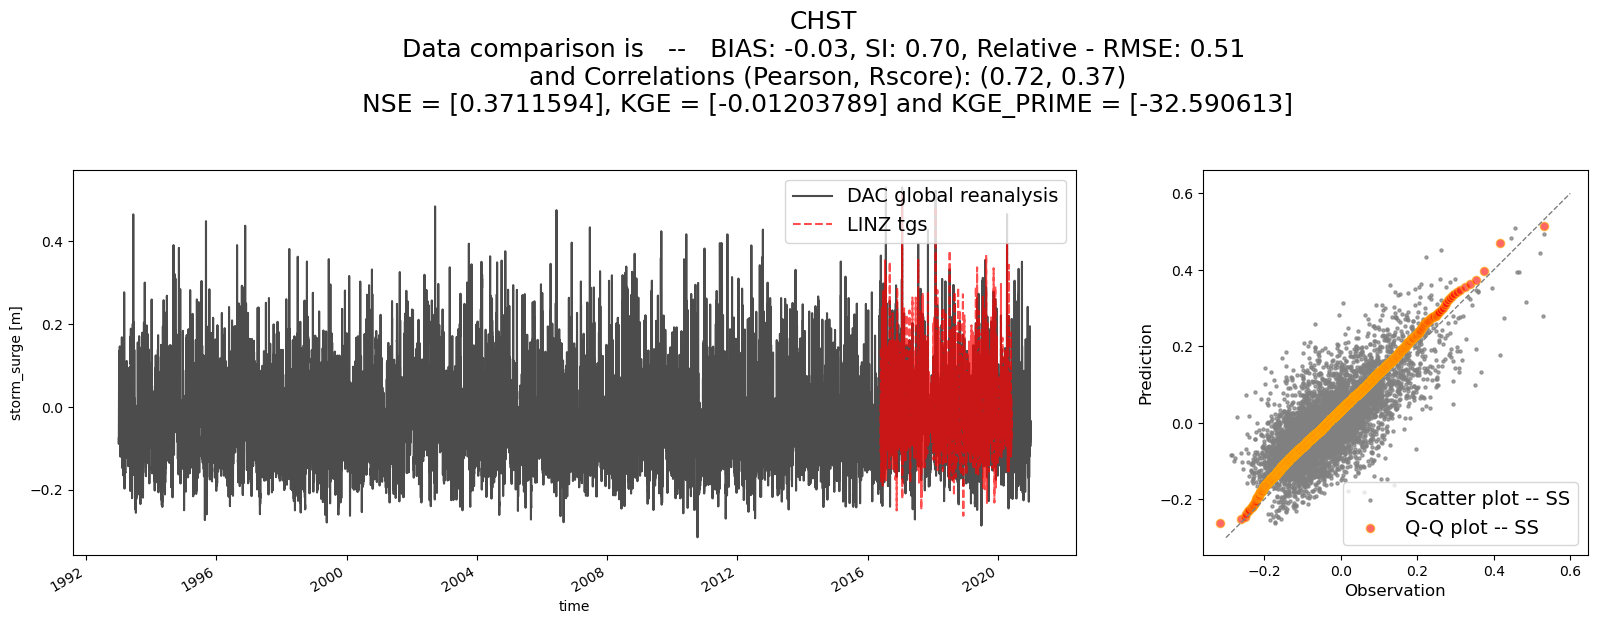 CHST
Data comparison is -- BIAS: -0.03, SI: 0.70, Relative - RMSE: 0.51
and Correlations (Pearson, Rscore): (0.72, 0.37)
NSE = [0.3711594], KGE = [-0.01203789] and KGE_PRIME = [-32.590613]
storm_surge [m]
0.4
0.2
0.0
−0.2
DAC global reanalysis
LINZ tgs
1992
1996
2000
2004
2008
2012
2016
2020
time
Prediction
0.6
0.4
0.2
0.0
−0.2
Scatter plot -- SS
Q-Q plot -- SS
−0.2
0.0
0.2
0.4
0.6
Observation